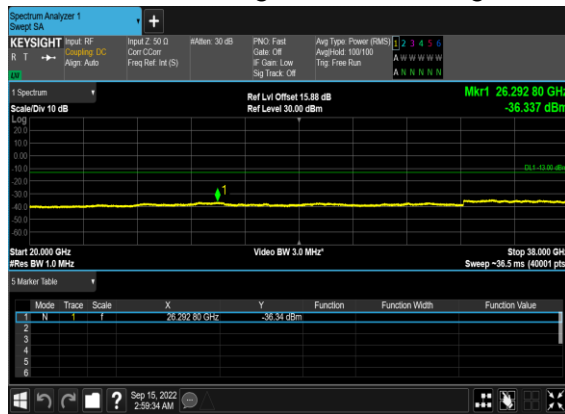 Spectrum Analyzer 1
Swept SA
+
KEYSIGHT Input: RF Input Z: 50 Ω #Atten: 30 dB PNO: Fast Avg Type: Power (RMS) 1 2 3 4 5 6
R T Coupling: DC Corr CCorr Gate: Off Avg|Hold: 100/100 A W W W W W
Align: Auto Freq Ref: Int (S) IF Gain: Low Trig: Free Run
LW Sig Track: Off A N N N N N
1 Spectrum Ref Lvl Offset 15.88 dB Mkr1 26.292 80 GHz
Scale/Div 10 dB Ref Level 30.00 dBm -36.337 dBm
Log
20.0
10.0
0.00
-10.0 DL1 -13.00 dBm
-20.0
-30.0 1
-40.0
-50.0
-60.0
Start 20.000 GHz Video BW 3.0 MHz* Stop 38.000 GHz
#Res BW 1.0 MHz Sweep ~36.5 ms (40001 pts)
5 Marker Table
Mode Trace Scale X Y Function Function Width Function Value
1 N 1 f 26.292 80 GHz -36.34 dBm
2
3
4
5
6
? Sep 15, 2022
2:59:34 AM